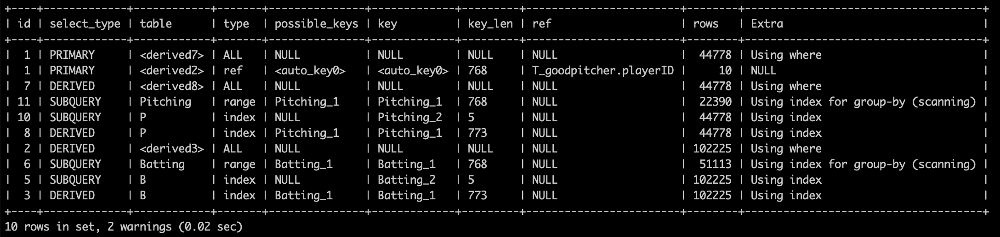 +----+-------------+------------+-------+---------------+-------------+---------+-----------------------+--------+----------------------------------+
| id | select_type | table      | type  | possible_keys | key         | key_len | ref                   | rows   | Extra                                 |
+----+-------------+------------+-------+---------------+-------------+---------+-----------------------+--------+----------------------------------+
|  1 | PRIMARY     | <derived7> | ALL   | NULL          | NULL        | NULL    | NULL                  |  44778 | Using where                           |
|  1 | PRIMARY     | <derived2> | ref   | <auto_key0>   | <auto_key0> | 768     | T_goodpitcher.playerID |     10 | NULL                                  |
|  7 | DERIVED     | <derived8> | ALL   | NULL          | NULL        | NULL    | NULL                  |  44778 | Using where                           |
| 11 | SUBQUERY    | Pitching   | range | Pitching_1    | Pitching_1  | 768     | NULL                  |  22390 | Using index for group-by (scanning) |
| 10 | SUBQUERY    | P          | index | NULL          | Pitching_2  | 5       | NULL                  |  44778 | Using index                           |
|  8 | DERIVED     | P          | index | Pitching_1    | Pitching_1  | 773     | NULL                  |  44778 | Using index                           |
|  2 | DERIVED     | <derived3> | ALL   | NULL          | NULL        | NULL    | NULL                  | 102225 | Using where                           |
|  6 | SUBQUERY    | Batting    | range | Batting_1     | Batting_1   | 768     | NULL                  |  51113 | Using index for group-by (scanning) |
|  5 | SUBQUERY    | B          | index | NULL          | Batting_2   | 5       | NULL                  | 102225 | Using index                           |
|  3 | DERIVED     | B          | index | Batting_1     | Batting_1   | 773     | NULL                  | 102225 | Using index                           |
+----+-------------+------------+-------+---------------+-------------+---------+-----------------------+--------+----------------------------------+
10 rows in set, 2 warnings (0.02 sec)